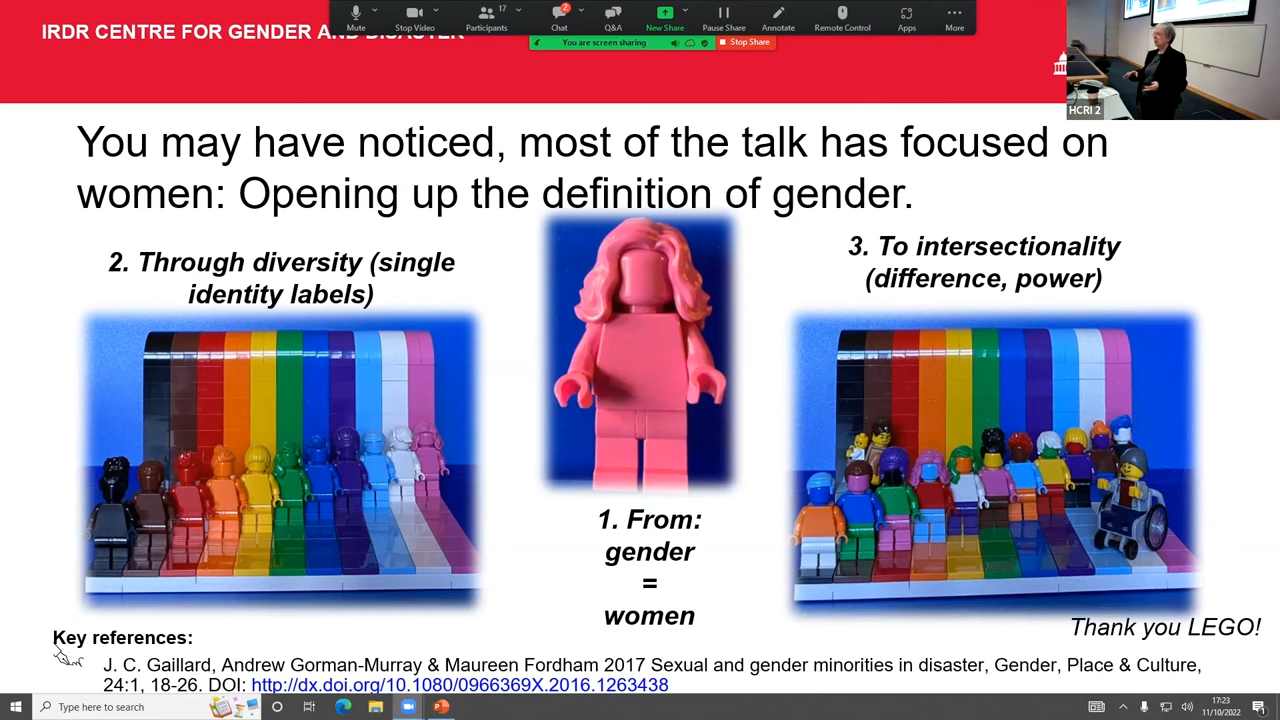 IRDR CENTRE FOR GENDER AND DISASTER
Mute
Stop Video
17
Participants
2
Chat
Q&A
New Share
Pause Share
Annotate
Remote Control
Apps
More
You are screen sharing
Stop Share
HCRI 2
You may have noticed, most of the talk has focused on
women: Opening up the definition of gender.
2. Through diversity (single
identity labels)
3. To intersectionality
(difference, power)
1. From:
gender
=
women
Thank you LEGO!
Key references:
J. C. Gaillard, Andrew Gorman-Murray & Maureen Fordham 2017 Sexual and gender minorities in disaster, Gender, Place & Culture,
24:1, 18-26. DOI: http://dx.doi.org/10.1080/0966369X.2016.1263438
Type here to search
17:23
11/10/2022
1